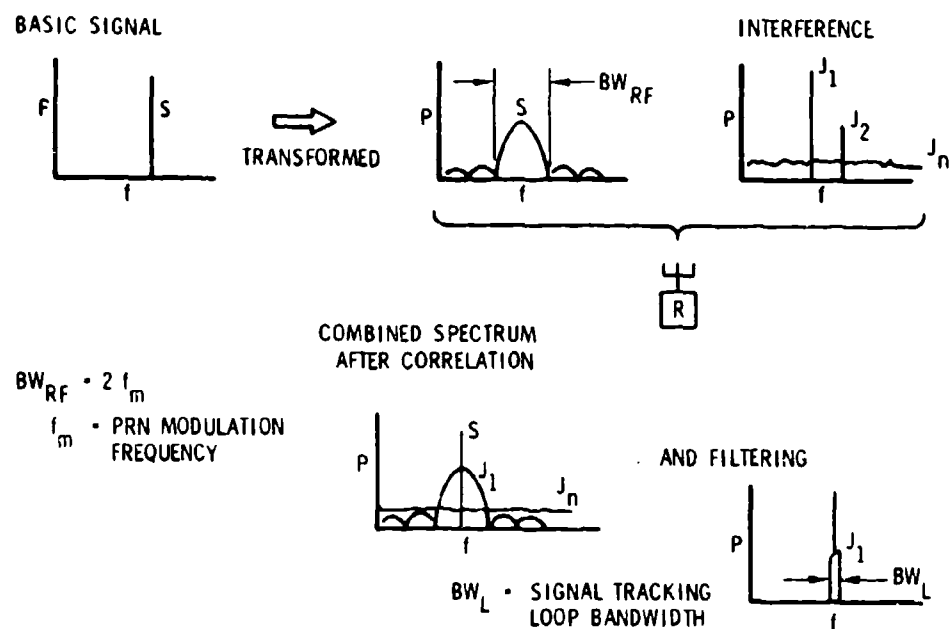 BASIC SIGNAL
F
S
f
TRANSFORMED
BW_RF
P
S
f
INTERFERENCE
J_1
P
J_2
J_n
f
R
COMBINED SPECTRUM
AFTER CORRELATION
BW_RF = 2 f_m
f_m = PRN MODULATION
FREQUENCY
S
P
J_1
J_n
f
AND FILTERING
P
J_1
BW_L
f
BW_L = SIGNAL TRACKING
LOOP BANDWIDTH